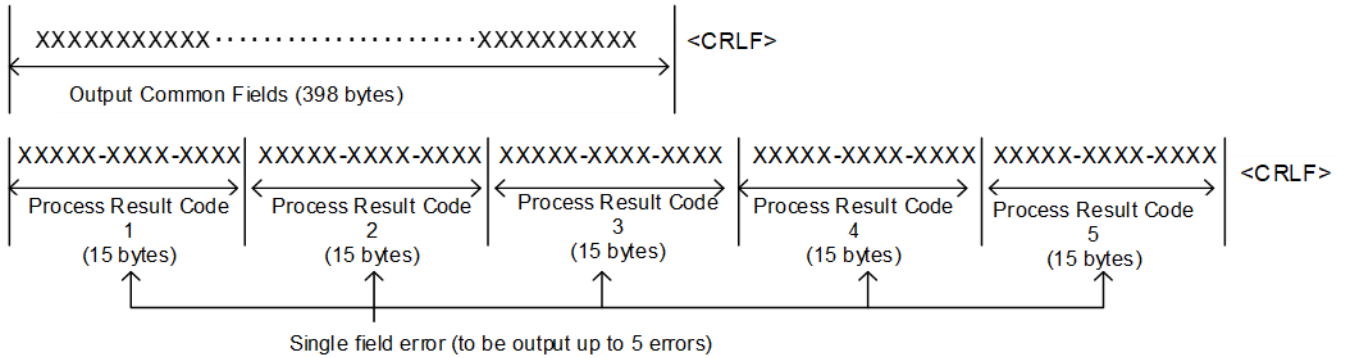 XXXXXXXXXXX······················XXXXXXXXXX <CRLF>
Output Common Fields (398 bytes)
XXXXX-XXXX-XXXX XXXXX-XXXX-XXXX XXXXX-XXXX-XXXX XXXXX-XXXX-XXXX XXXXX-XXXX-XXXX <CRLF>
Process Result Code Process Result Code Process Result Code Process Result Code Process Result Code
1 2 3 4 5
(15 bytes) (15 bytes) (15 bytes) (15 bytes) (15 bytes)
Single field error (to be output up to 5 errors)